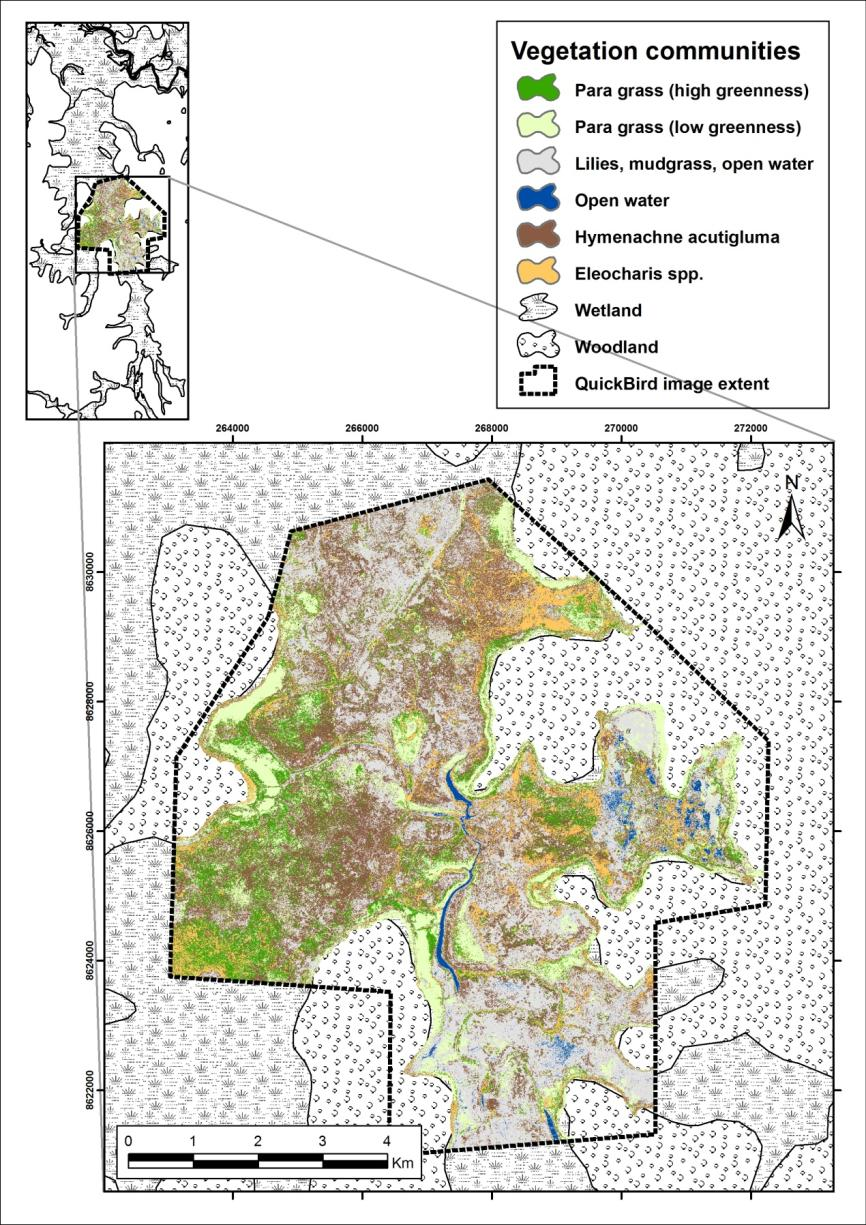 Vegetation communities
Para grass (high greenness)
Para grass (low greenness)
Lilies, mudgrass, open water
Open water
Hymenachne acutigluma
Eleocharis spp.
Wetland
Woodland
QuickBird image extent
264000 266000 268000 270000 272000
N
8630000
8628000
8626000
8624000
8622000
0 1 2 3 4
Km